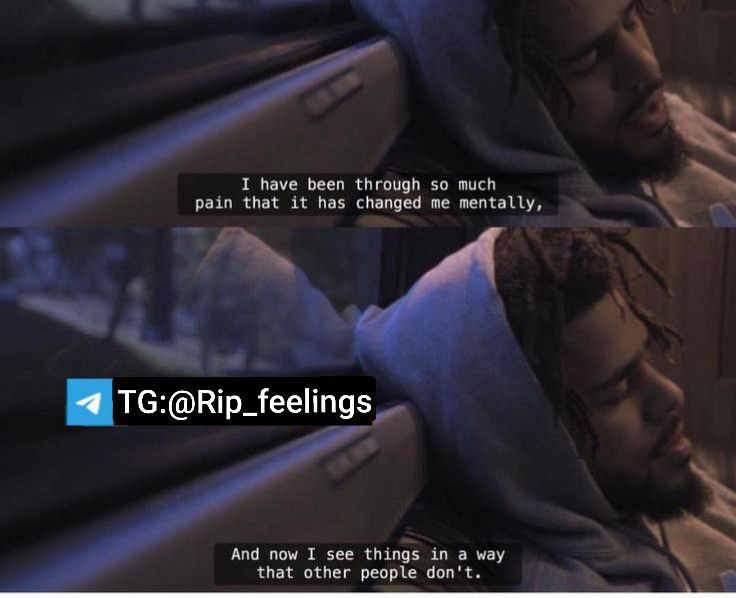 I have been through so much
pain that it has changed me mentally,
TG:@Rip_feelings
And now I see things in a way
that other people don't.